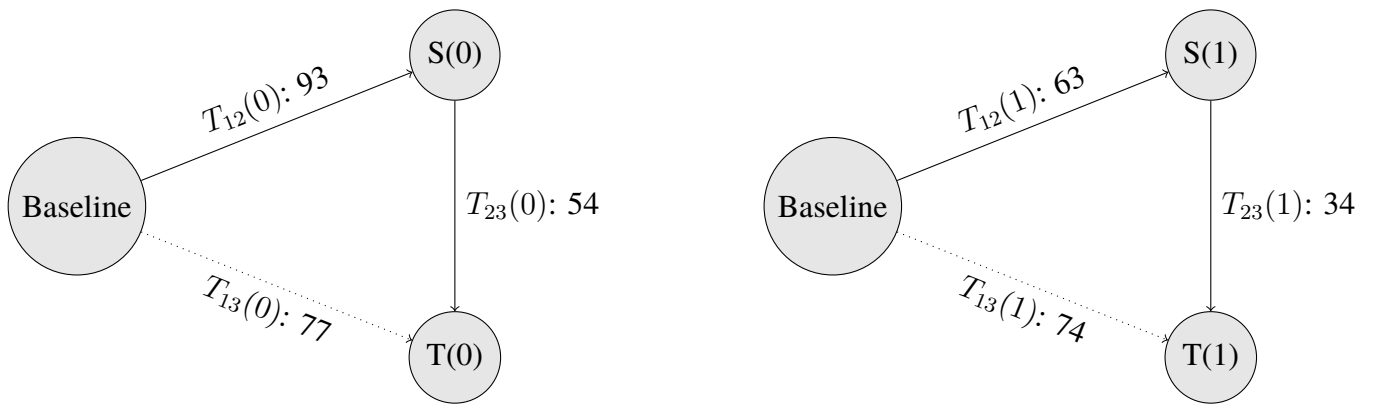 S(0)
T₁₂(0): 93
Baseline
T₂₃(0): 54
T₁₃(0): 77
T(0)
S(1)
T₁₂(1): 63
Baseline
T₂₃(1): 34
T₁₃(1): 74
T(1)